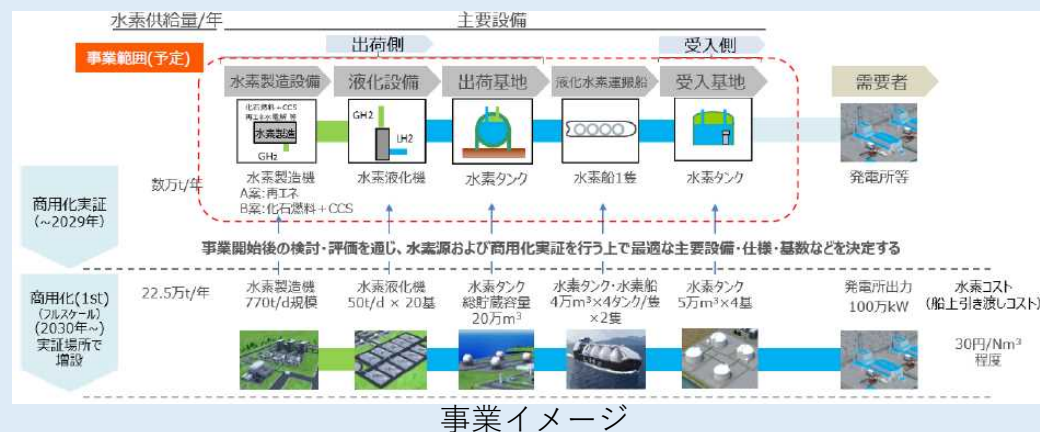 水素供給量/年
主要設備
事業範囲(予定)
出荷側
受入側
水素製造設備
液化設備
出荷基地
液化水素運搬船
受入基地
需要者
化石燃料+CCS
再エネ水電解 等
水素製造
GH2
GH2
LH2
商用化実証
(~2029年)
数万t/年
水素製造機
A案:再エネ
B案:化石燃料+CCS
水素液化機
水素タンク
水素船1隻
水素タンク
発電所等
事業開始後の検討・評価を通じ、水素源および商用化実証を行う上で最適な主要設備・仕様・基数などを決定する
商用化(1st)
(フルスケール)
(2030年~)
実証場所で
増設
22.5万t/年
水素製造機
770t/d規模
水素液化機
50t/d × 20基
水素タンク
総貯蔵容量
20万m³
水素タンク・水素船
4万m³×4タンク/隻
×2隻
水素タンク
5万m³×4基
発電所出力
100万kW
水素コスト
(船上引き渡しコスト)
30円/Nm³
程度
事業イメージ